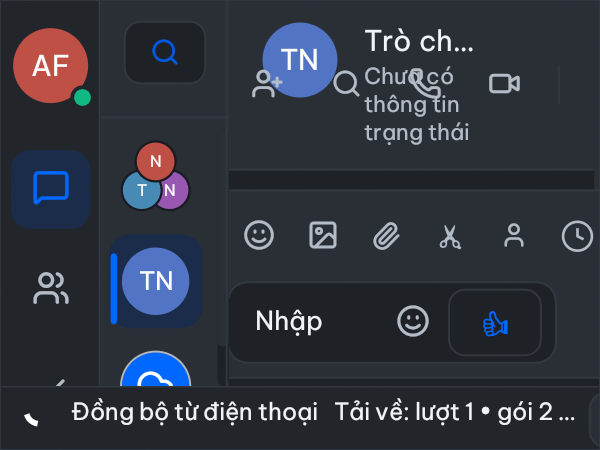 AF
TN
Trò ch...
Chưa có
thông tin
trạng thái
N
T N
TN
Nhập
Đồng bộ từ điện thoại Tải về: lượt 1 • gói 2 ...